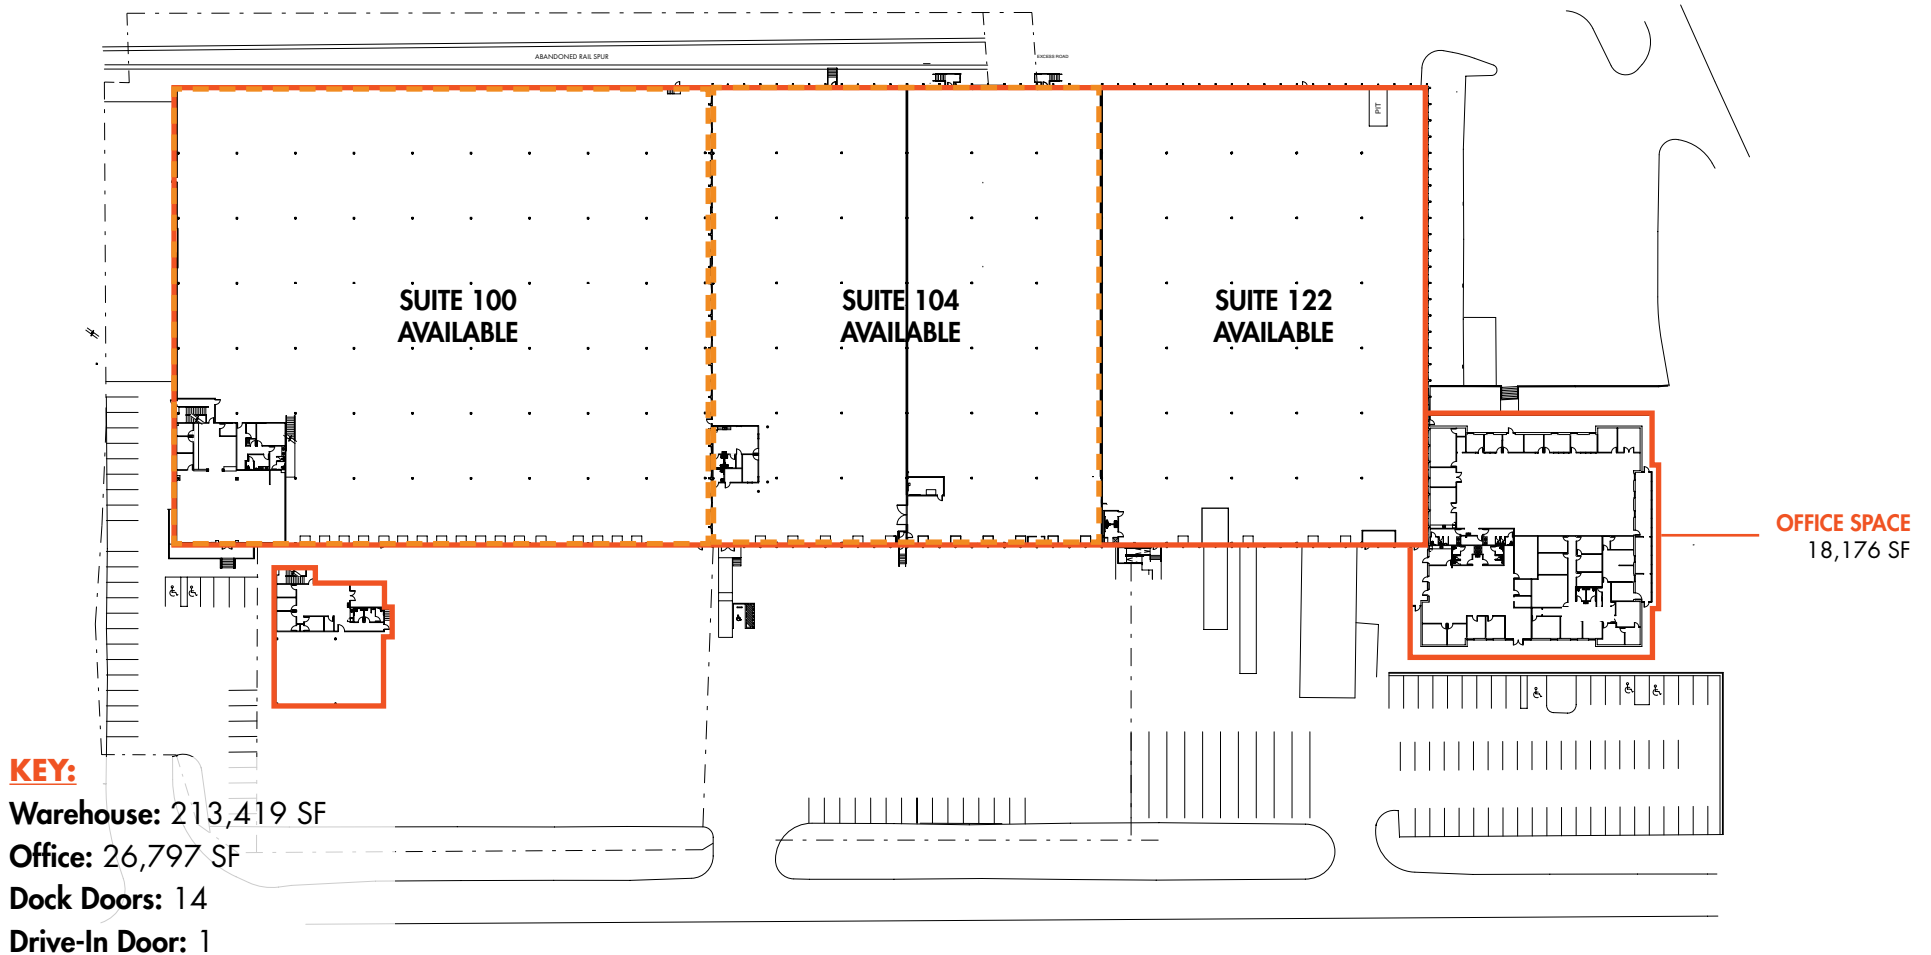 ABANDONED RAIL SPUR
EXCESS ROAD
PIT
SUITE 100
AVAILABLE
SUITE 104
AVAILABLE
SUITE 122
AVAILABLE
OFFICE SPACE
18,176 SF
KEY:
Warehouse: 213,419 SF
Office: 26,797 SF
Dock Doors: 14
Drive-In Door: 1